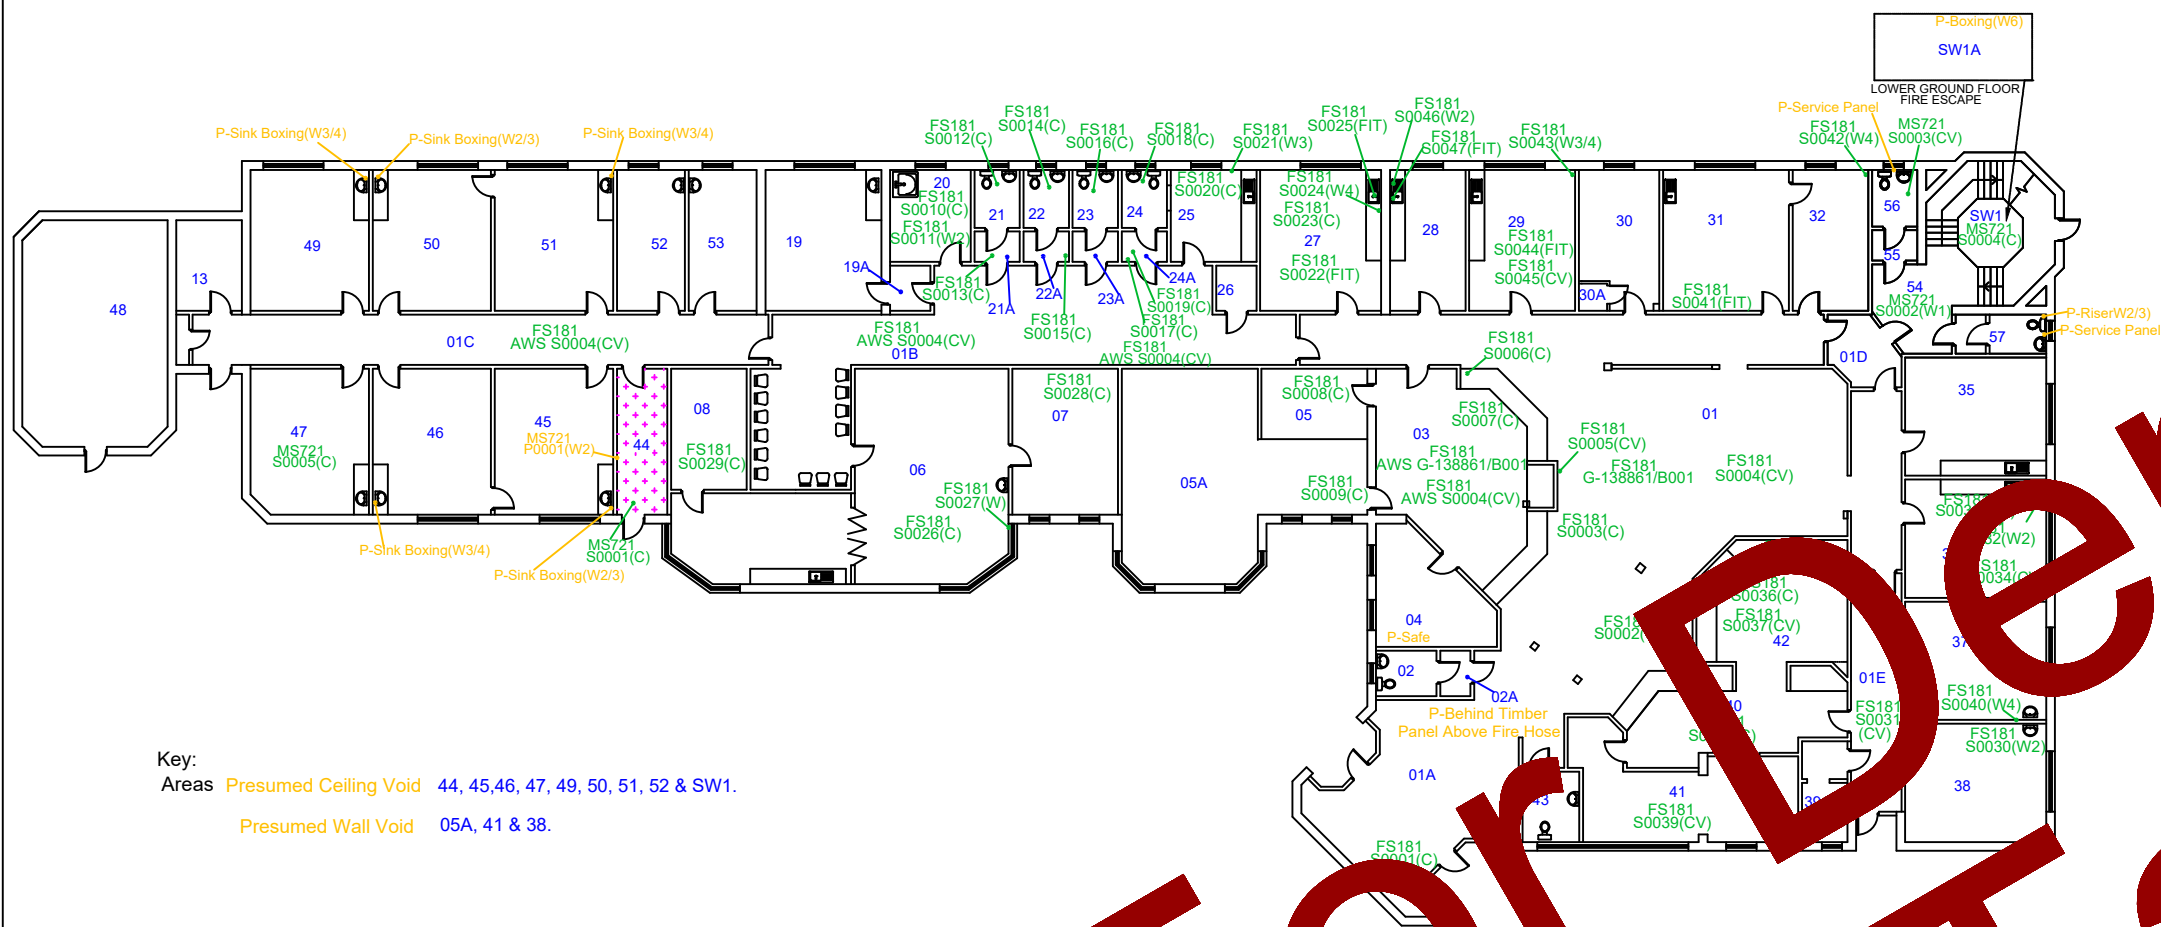 P-Boxing(W6)
SW1A
LOWER GROUND FLOOR
FIRE ESCAPE
P-Sink Boxing(W3/4)
P-Sink Boxing(W2/3)
P-Sink Boxing(W3/4)
FS181
S0012(C)
FS181
S0014(C)
FS181
S0016(C)
FS181
S0018(C)
FS181
S0021(W3)
FS181
S0025(FIT)
FS181
S0046(W2)
FS181
S0047(FIT)
FS181
S0043(W3/4)
P-Service Panel
FS181
S0042(W4)
MS721
S0003(CV)
48
13
49
50
51
52
53
19
19A
20
FS181
S0010(C)
FS181
S0011(W2)
21
22
23
24
25
FS181
S0020(C)
FS181
S0024(W4)
FS181
S0023(C)
27
FS181
S0022(FIT)
28
29
FS181
S0044(FIT)
FS181
S0045(CV)
30
30A
31
FS181
S0041(FIT)
32
56
55
54
MS721
S0002(W1)
SW1
MS721
S0004(C)
P-RiserW2/3)
P-Service Panel
57
FS181
S0013(C)
21A
22A
23A
24A
FS181
S0015(C)
FS181
S0019(C)
FS181
S0017(C)
26
01C
FS181
AWS S0004(CV)
FS181
AWS S0004(CV)
01B
FS181
AWS S0004(CV)
FS181
S0006(C)
01D
35
47
MS721
S0005(C)
46
45
MS721
P0001(W2)
44
08
FS181
S0029(C)
06
FS181
S0027(W)
FS181
S0026(C)
FS181
S0028(C)
07
05A
FS181
S0008(C)
05
FS181
S0009(C)
FS181
S0007(C)
03
FS181
AWS G-138861/B001
FS181
AWS S0004(CV)
FS181
S0005(CV)
FS181
G-138861/B001
01
FS181
S0004(CV)
FS181
S0003(C)
P-Sink Boxing(W3/4)
P-Sink Boxing(W2/3)
MS721
S0001(C)
04
P-Safe
02
02A
P-Behind Timber
Panel Above Fire Hose
S0036(C)
FS181
S0037(CV)
42
37
01E
FS181
S0031
(CV)
FS181
S0040(W4)
FS181
S0030(W2)
38
01A
43
41
FS181
S0039(CV)
39
FS181
S0001(C)
Key:
Areas Presumed Ceiling Void 44, 45,46, 47, 49, 50, 51, 52 & SW1.
Presumed Wall Void 05A, 41 & 38.